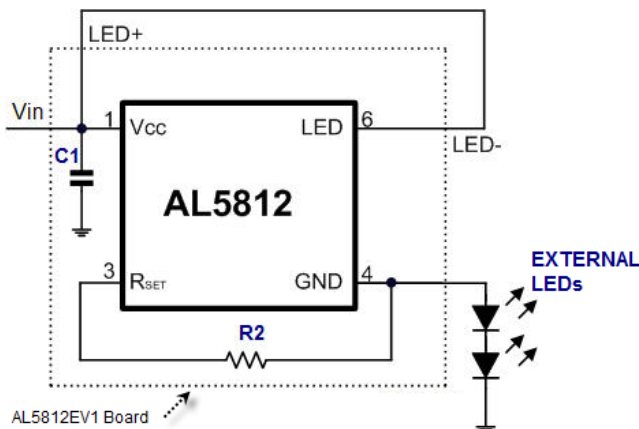 LED+
Vin
1
VCC
LED
6
C1
LED-
AL5812
3
RSET
GND
4
EXTERNAL
LEDs
R2
AL5812EV1 Board